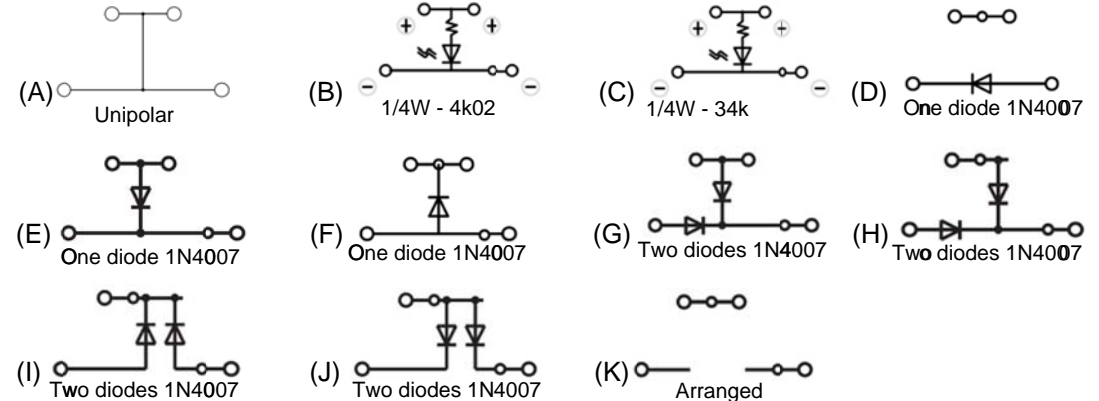 (A)
Unipolar
(B)
1/4W - 4k02
(C)
1/4W - 34k
(D)
One diode 1N4007
(E)
One diode 1N4007
(F)
One diode 1N4007
(G)
Two diodes 1N4007
(H)
Two diodes 1N4007
(I)
Two diodes 1N4007
(J)
Two diodes 1N4007
(K)
Arranged